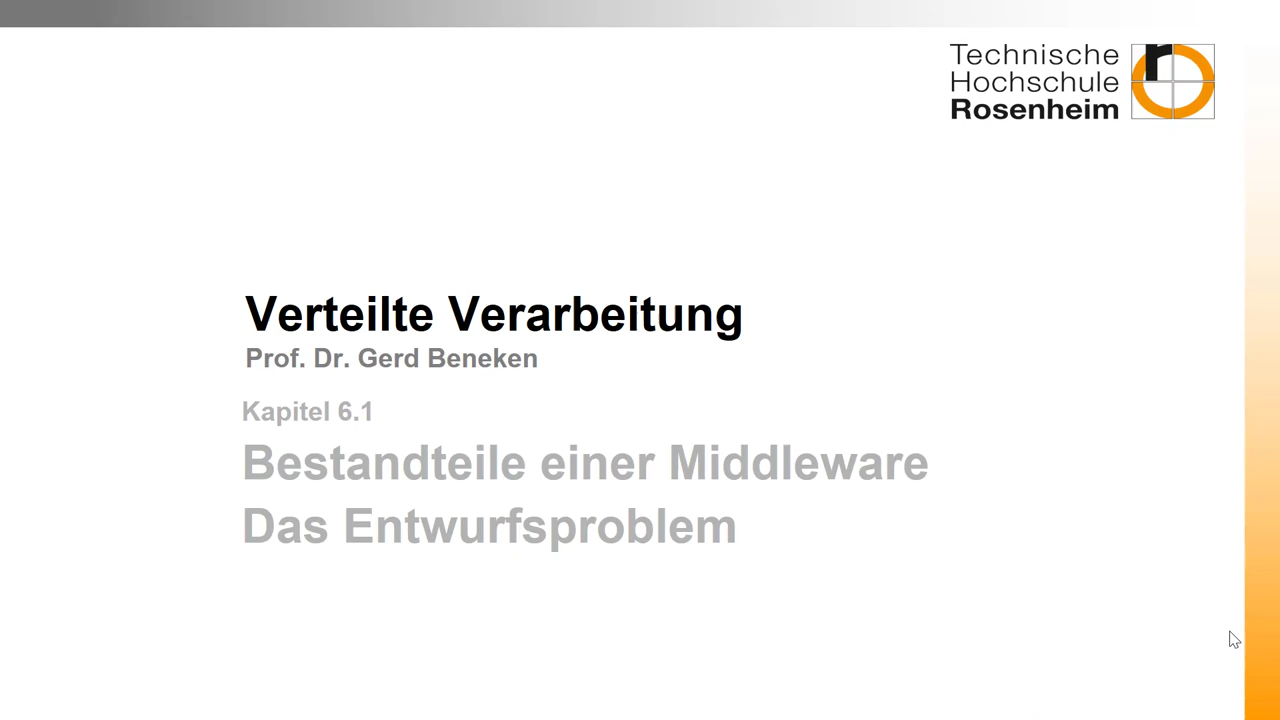 Technische
Hochschule
Rosenheim
Verteilte Verarbeitung
Prof. Dr. Gerd Beneken
Kapitel 6.1
Bestandteile einer Middleware
Das Entwurfsproblem